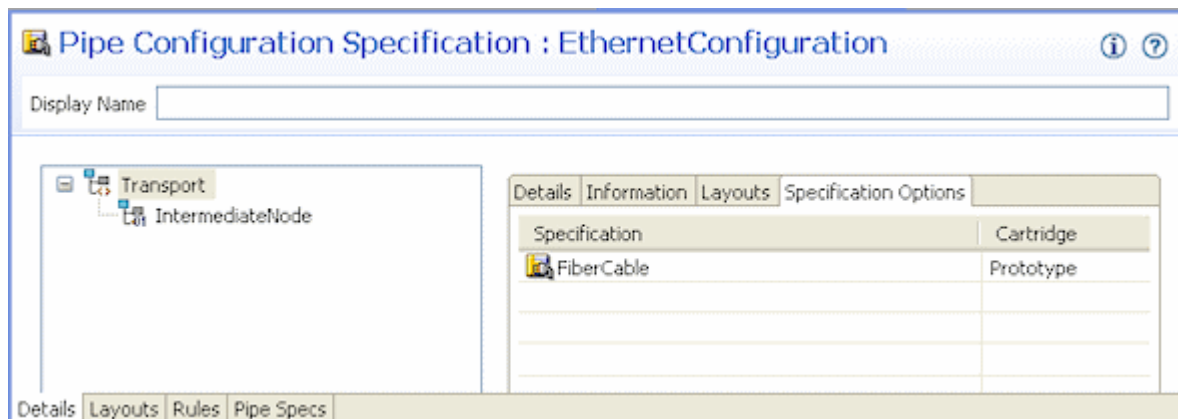 Pipe Configuration Specification : EthernetConfiguration
Display Name
Transport
IntermediateNode
Details Information Layouts Specification Options
Specification Cartridge
FiberCable Prototype
Details Layouts Rules Pipe Specs